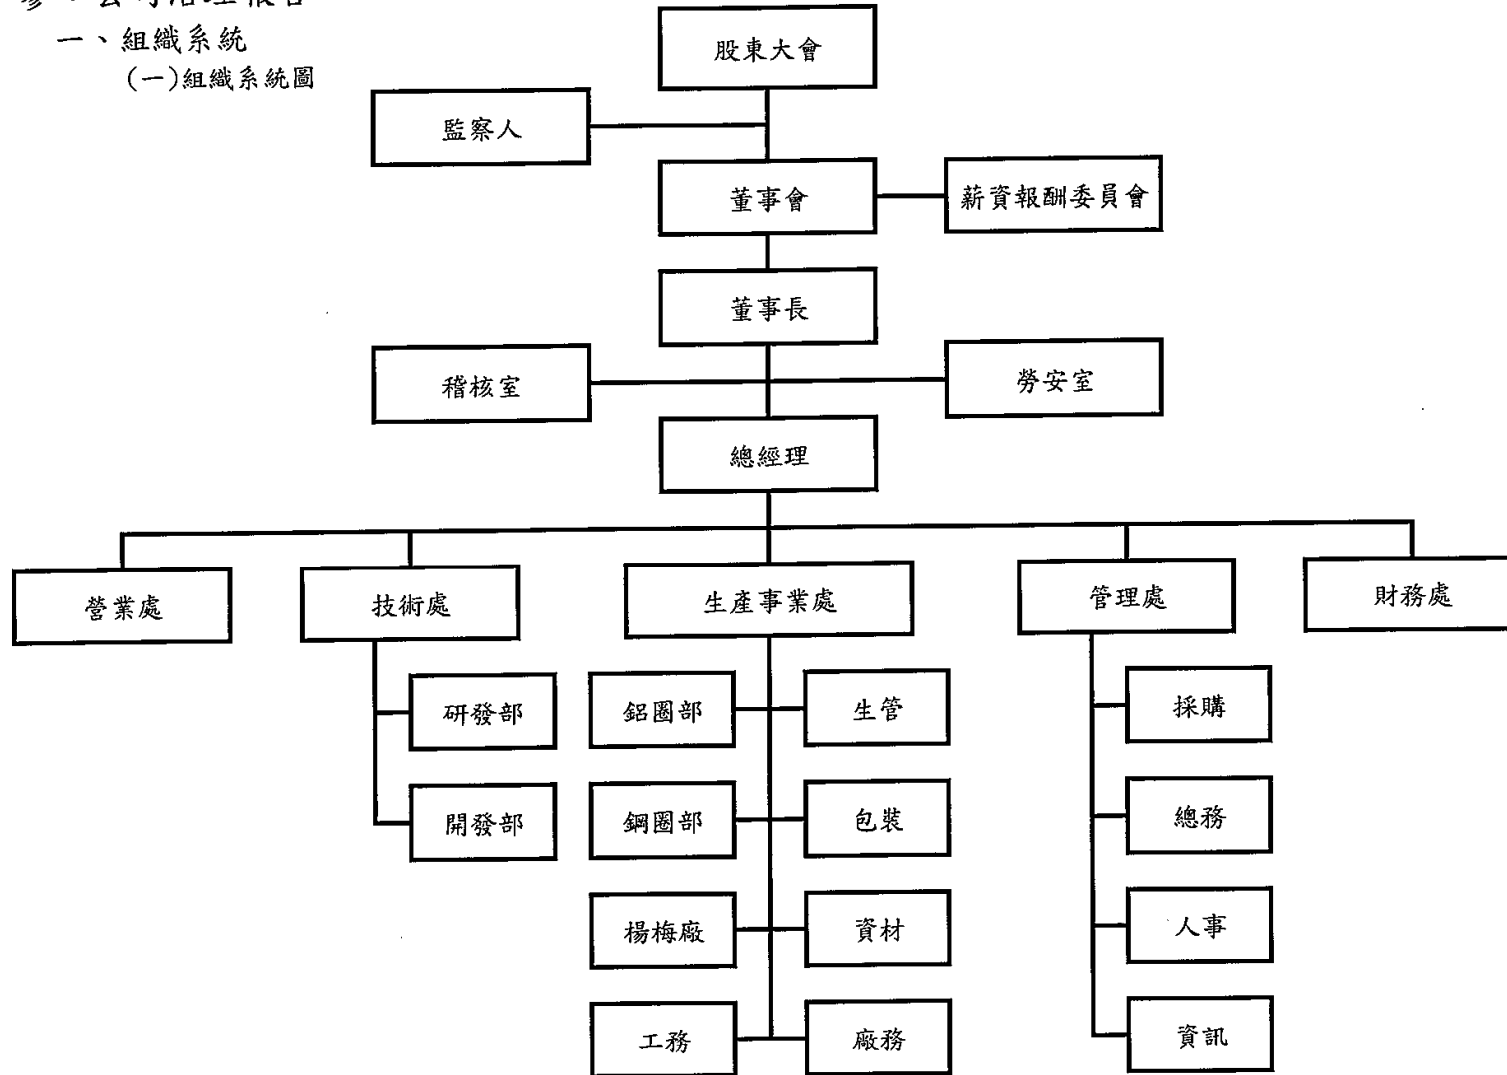 一、組織系統
(一)組織系統圖
股東大會
監察人
董事會
薪資報酬委員會
董事長
稽核室
勞安室
總經理
營業處
技術處
生產事業處
管理處
財務處
研發部
鋁圈部
生管
採購
開發部
鋼圈部
包裝
總務
楊梅廠
資材
人事
工務
廠務
資訊